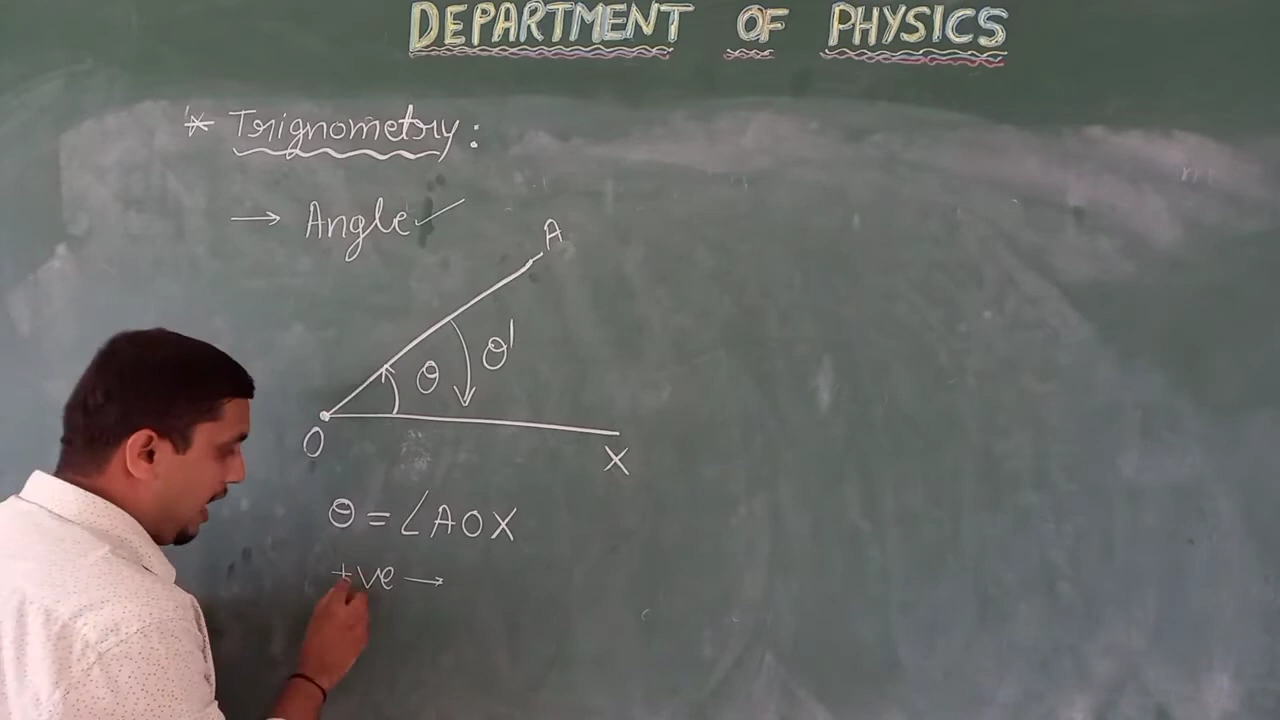 DEPARTMENT OF PHYSICS
* Trignometry:
→ Angle ✓
A
θ θ'
O
X
θ = ∠AOX
+ve →